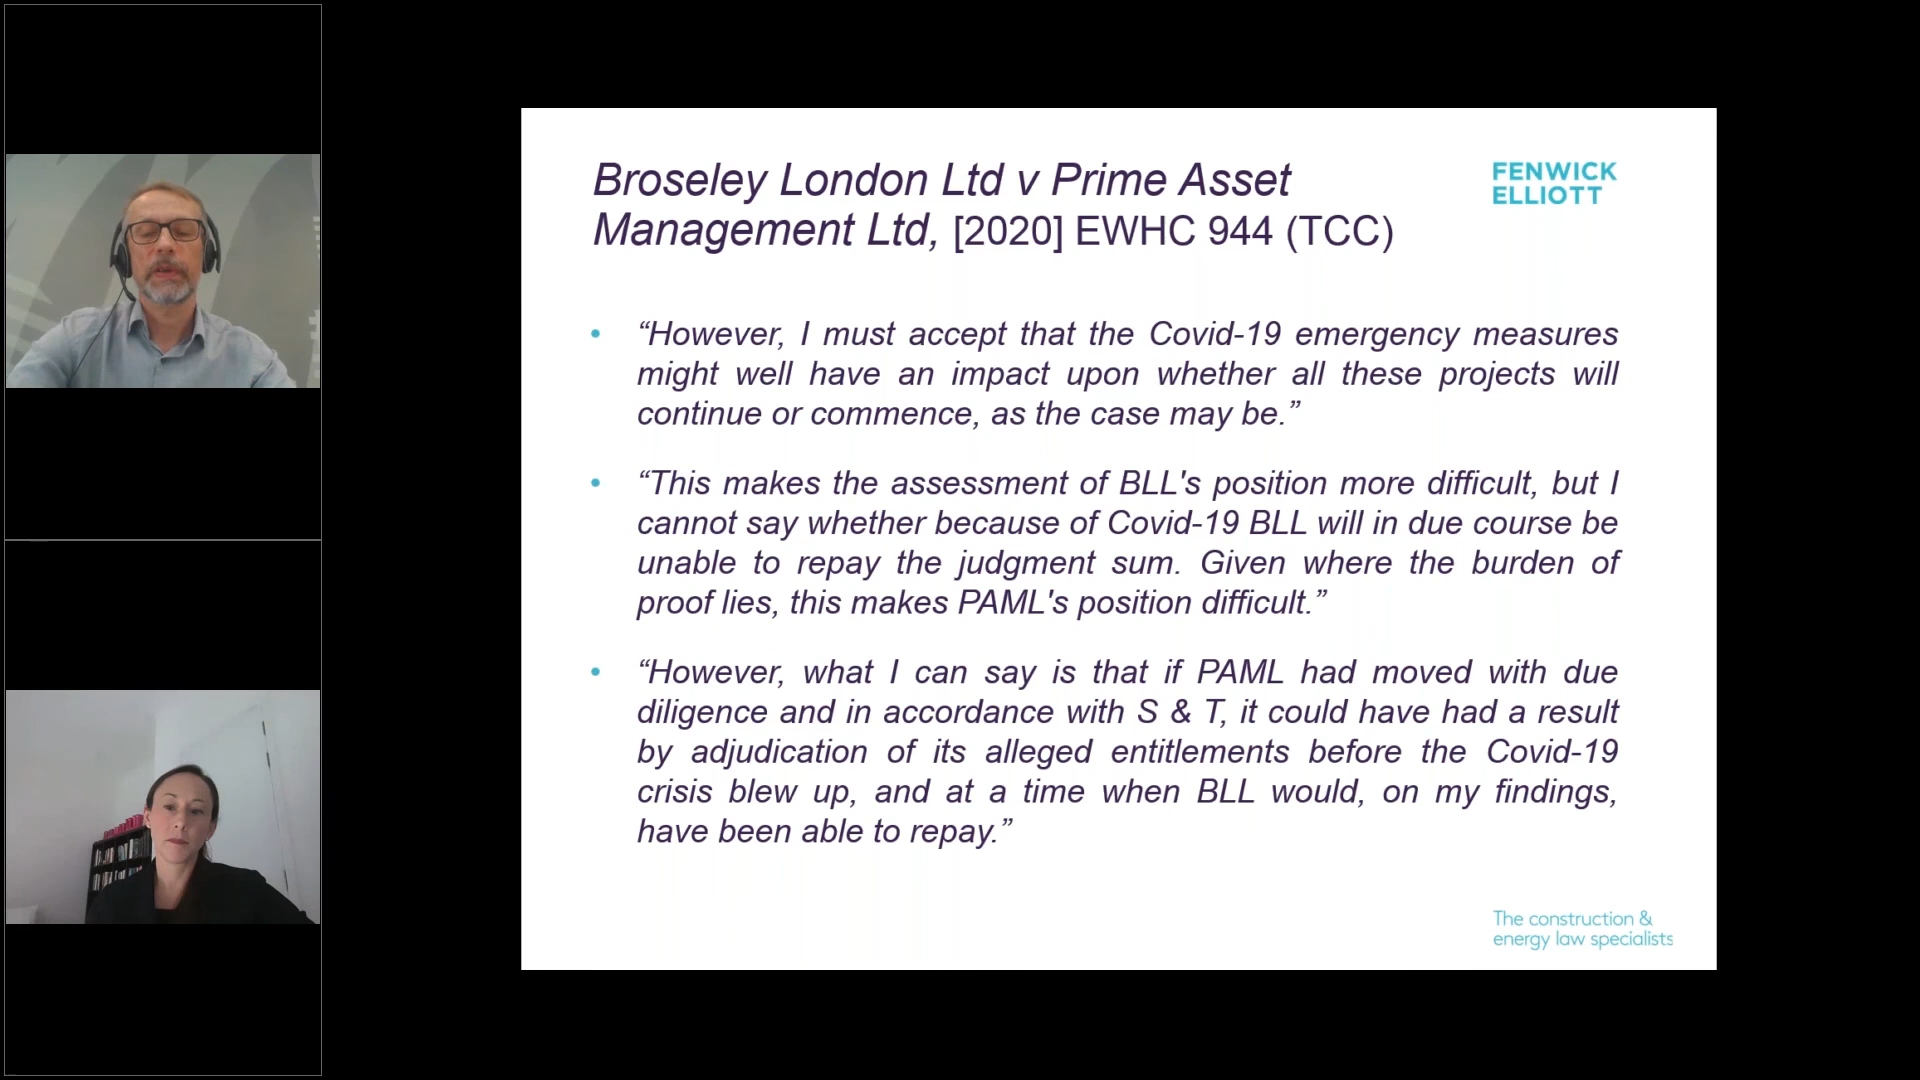 Broseley London Ltd v Prime Asset
Management Ltd, [2020] EWHC 944 (TCC)
FENWICK
ELLIOTT
• “However, I must accept that the Covid-19 emergency measures
might well have an impact upon whether all these projects will
continue or commence, as the case may be.”
• “This makes the assessment of BLL's position more difficult, but I
cannot say whether because of Covid-19 BLL will in due course be
unable to repay the judgment sum. Given where the burden of
proof lies, this makes PAML's position difficult.”
• “However, what I can say is that if PAML had moved with due
diligence and in accordance with S & T, it could have had a result
by adjudication of its alleged entitlements before the Covid-19
crisis blew up, and at a time when BLL would, on my findings,
have been able to repay.”
The construction &
energy law specialists